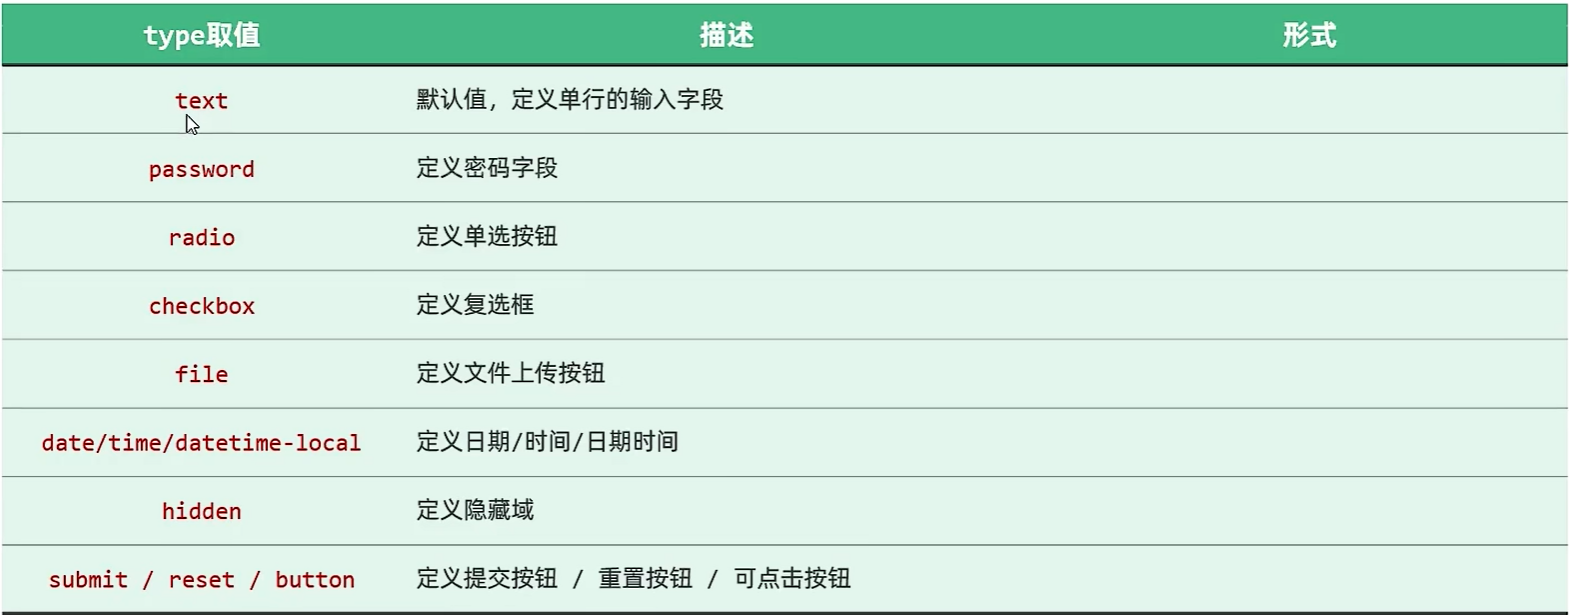 type取值 描述 形式
text 默认值，定义单行的输入字段
password 定义密码字段
radio 定义单选按钮
checkbox 定义复选框
file 定义文件上传按钮
date/time/datetime-local 定义日期/时间/日期时间
hidden 定义隐藏域
submit / reset / button 定义提交按钮 / 重置按钮 / 可点击按钮